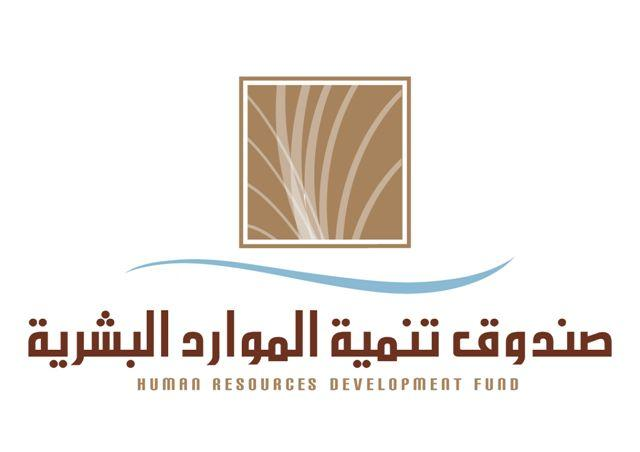 صندوق تنمية الموارد البشرية
HUMAN RESOURCES DEVELOPMENT FUND